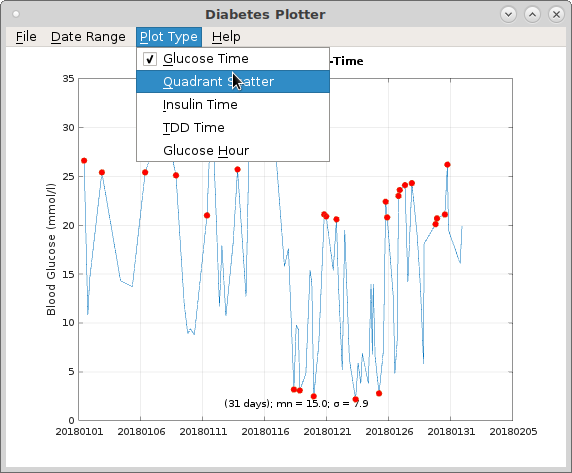 Diabetes Plotter
File Date Range Plot Type Help
Glucose Time
Quadrant Scatter
Insulin Time
TDD Time
Glucose Hour
-Time
Blood Glucose (mmol/l)
35
30
25
20
15
10
5
0
(31 days); mn = 15.0; σ = 7.9
20180101 20180106 20180111 20180116 20180121 20180126 20180131 20180205